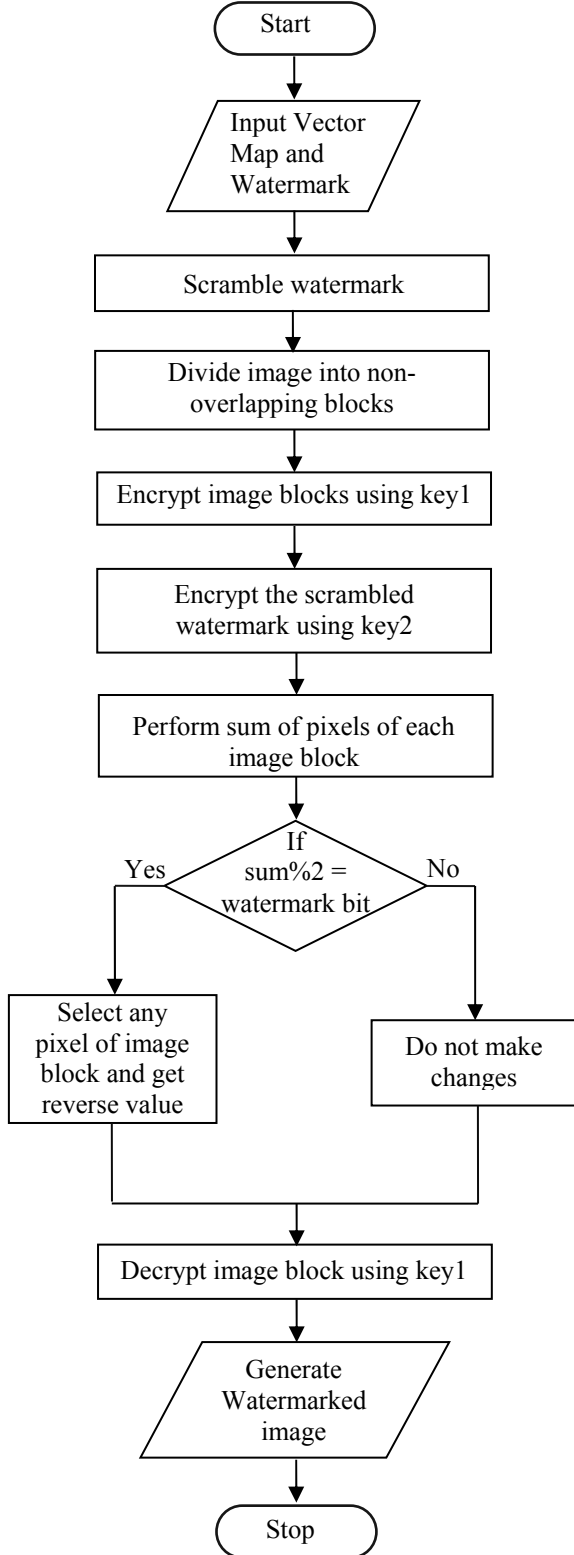 Start
Input Vector
Map and
Watermark
Scramble watermark
Divide image into non-
overlapping blocks
Encrypt image blocks using key1
Encrypt the scrambled
watermark using key2
Perform sum of pixels of each
image block
If
sum%2 =
watermark bit
Yes
No
Select any
pixel of image
block and get
reverse value
Do not make
changes
Decrypt image block using key1
Generate
Watermarked
image
Stop